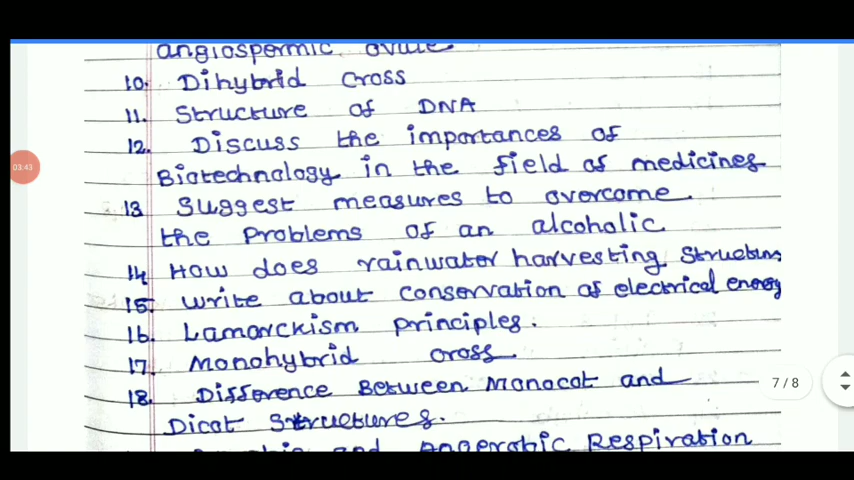 angiospermic ovule
10. Dihybrid Cross
11. Structure of DNA
12. Discuss the importances of
Biotechnology in the field of medicines
13 Suggest measures to overcome
the problems of an alcoholic
14 How does rainwater harvesting
15. write about conservation of electrical energy
16. Lamarckism principles.
17. Monohybrid cross
18. Difference Between Monocot and
Dicot Structures.
and Anaerobic Respiration
03:43
7 / 8